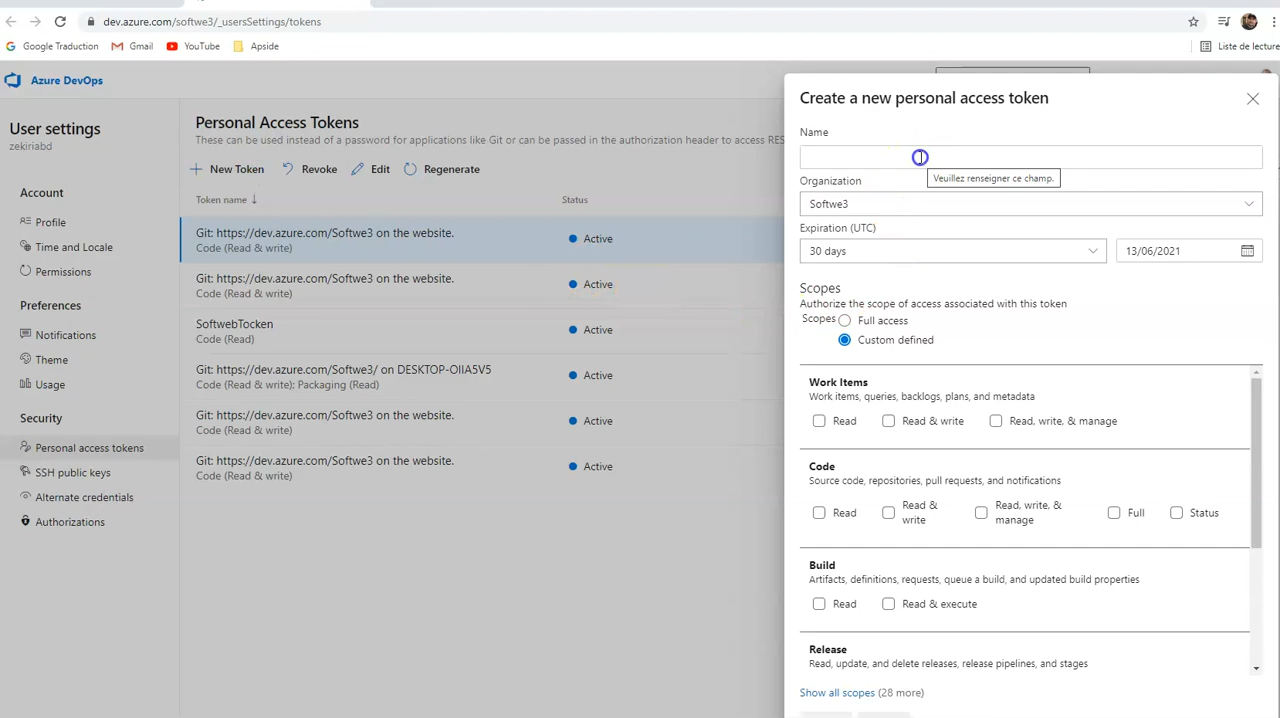 dev.azure.com/softwe3/_usersSettings/tokens
Google Traduction
Gmail
YouTube
Apside
Liste de lecture
Azure DevOps
User settings
zekiriabd
Account
Profile
Time and Locale
Permissions
Preferences
Notifications
Theme
Usage
Security
Personal access tokens
SSH public keys
Alternate credentials
Authorizations
Personal Access Tokens
These can be used instead of a password for applications like Git or can be passed in the authorization header to access RES
New Token
Revoke
Edit
Regenerate
Token name
Status
Git: https://dev.azure.com/Softwe3 on the website.
Code (Read & write)
Active
Git: https://dev.azure.com/Softwe3 on the website.
Code (Read & write)
Active
SoftwebTocken
Code (Read)
Active
Git: https://dev.azure.com/Softwe3/ on DESKTOP-OIIA5V5
Code (Read & write); Packaging (Read)
Active
Git: https://dev.azure.com/Softwe3 on the website.
Code (Read & write)
Active
Git: https://dev.azure.com/Softwe3 on the website.
Code (Read & write)
Active
Create a new personal access token
Name
Veuillez renseigner ce champ.
Organization
Softwe3
Expiration (UTC)
30 days
13/06/2021
Scopes
Authorize the scope of access associated with this token
Scopes
Full access
Custom defined
Work Items
Work items, queries, backlogs, plans, and metadata
Read
Read & write
Read, write, & manage
Code
Source code, repositories, pull requests, and notifications
Read
Read &
write
Read, write, &
manage
Full
Status
Build
Artifacts, definitions, requests, queue a build, and updated build properties
Read
Read & execute
Release
Read, update, and delete releases, release pipelines, and stages
Show all scopes (28 more)